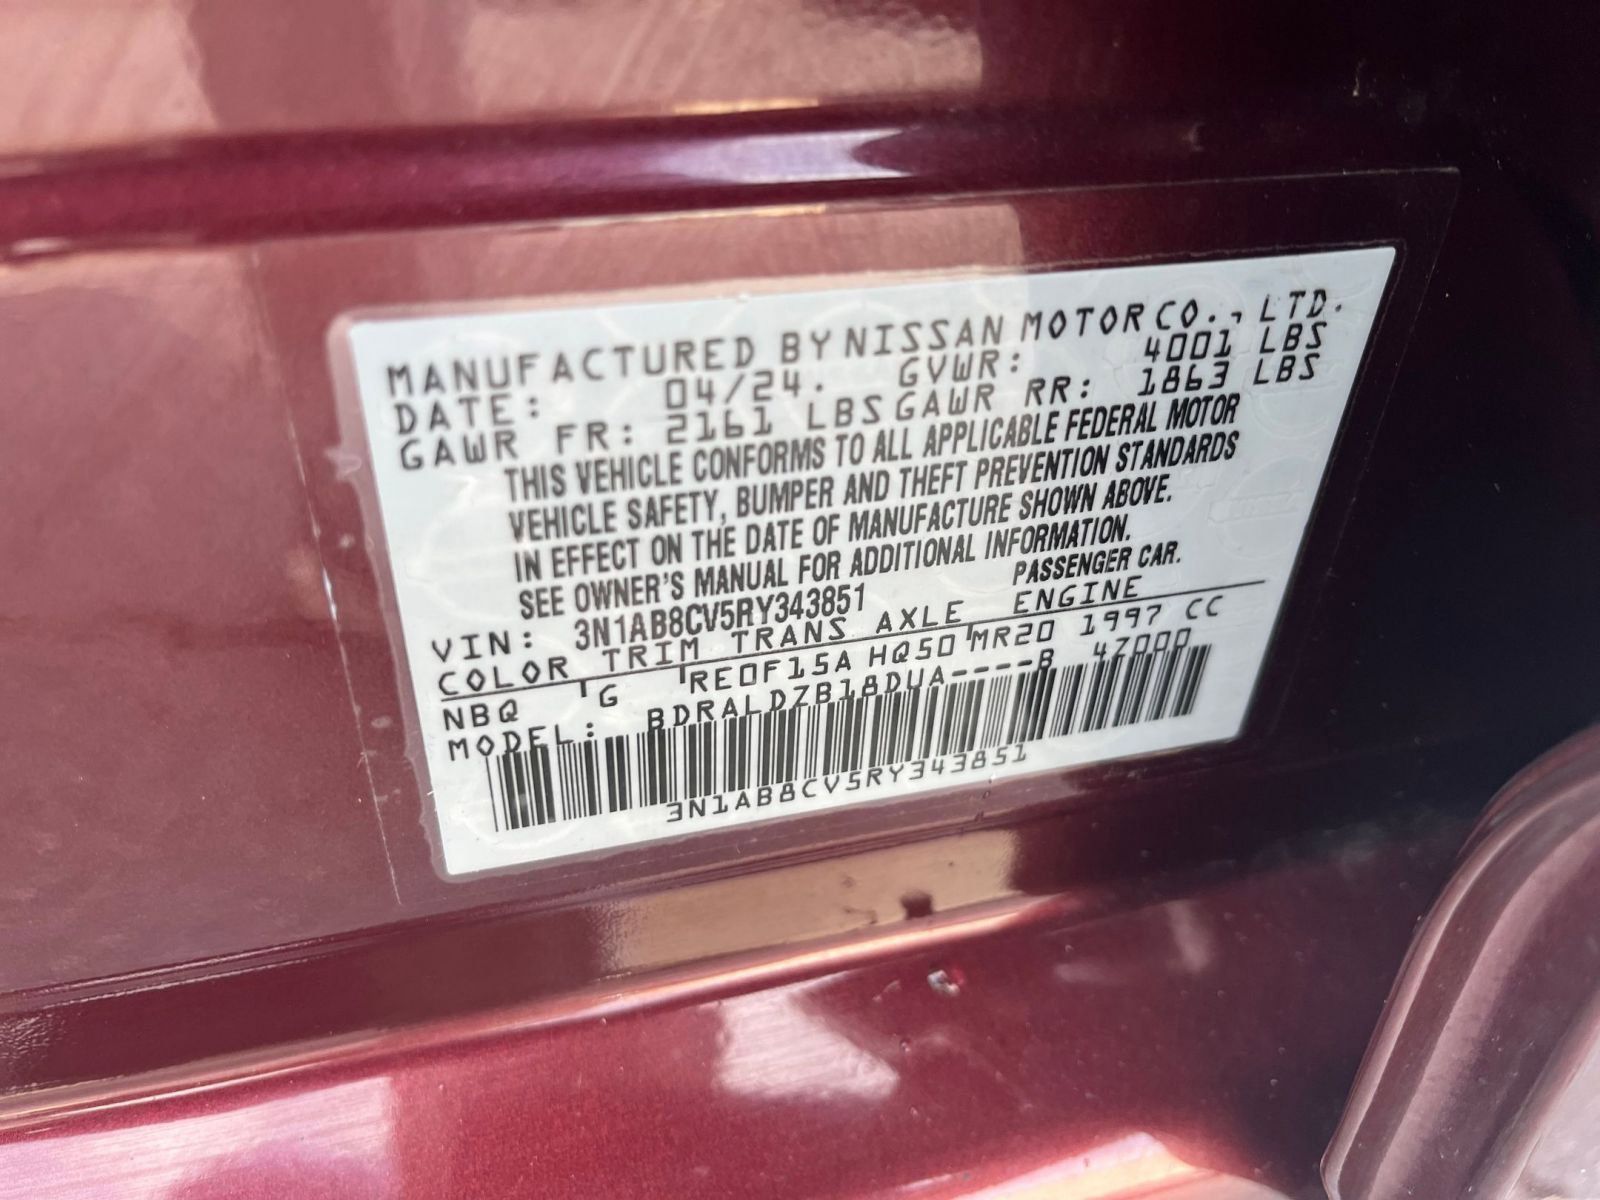 MANUFACTURED BY NISSAN MOTOR CO., LTD.
DATE: 04/24. GVWR: 4001 LBS
GAWR FR: 2161 LBS GAWR RR: 1863 LBS
THIS VEHICLE CONFORMS TO ALL APPLICABLE FEDERAL MOTOR
VEHICLE SAFETY, BUMPER AND THEFT PREVENTION STANDARDS
IN EFFECT ON THE DATE OF MANUFACTURE SHOWN ABOVE.
SEE OWNER'S MANUAL FOR ADDITIONAL INFORMATION.
VIN: 3N1AB8CV5RY343851 PASSENGER CAR.
COLOR TRIM TRANS AXLE ENGINE
NBQ G RE0F15A HQ50 MR20 1997 CC
MODEL: BDRALDZB18DUA----B 47000
3N1AB8CV5RY343851